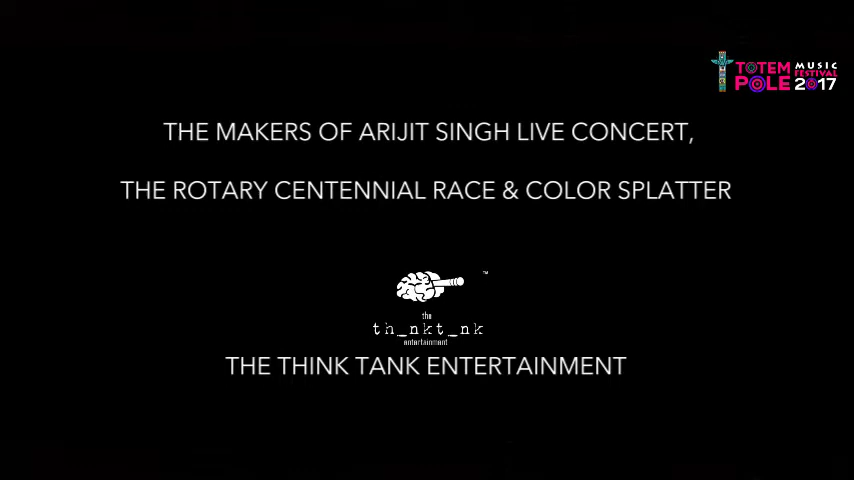 TOTEM MUSIC
POLE FESTIVAL
2017
THE MAKERS OF ARIJIT SINGH LIVE CONCERT,
THE ROTARY CENTENNIAL RACE & COLOR SPLATTER
TM
the
th_nkt_nk
entertainment
THE THINK TANK ENTERTAINMENT